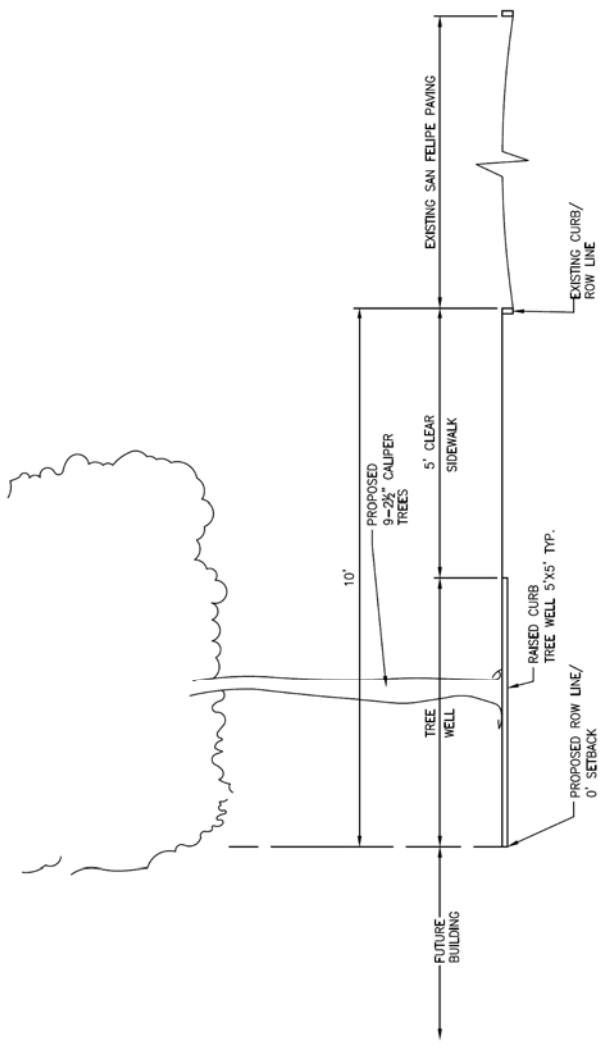 10'
PROPOSED
9-2½" CALIPER
TREES
FUTURE
BUILDING
TREE
WELL
5' CLEAR
SIDEWALK
EXISTING SAN FELIPE PAVING
PROPOSED ROW LINE/
0' SETBACK
RAISED CURB
TREE WELL 5'X5' TYP.
EXISTING CURB/
ROW LINE